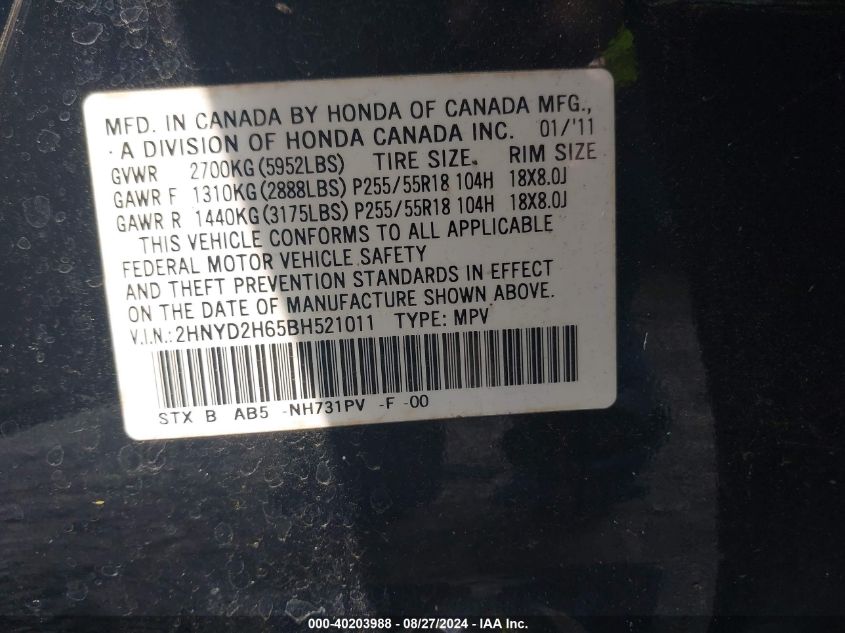 MFD. IN CANADA BY HONDA OF CANADA MFG.,
· A DIVISION OF HONDA CANADA INC. 01/'11
GVWR 2700KG(5952LBS) TIRE SIZE. RIM SIZE
GAWR F 1310KG(2888LBS) P255/55R18 104H 18X8.0J
GAWR R 1440KG(3175LBS) P255/55R18 104H 18X8.0J
THIS VEHICLE CONFORMS TO ALL APPLICABLE
FEDERAL MOTOR VEHICLE SAFETY
AND THEFT PREVENTION STANDARDS IN EFFECT
ON THE DATE OF MANUFACTURE SHOWN ABOVE.
V.I.N.:2HNYD2H65BH521011 TYPE: MPV
STX B AB5 -NH731PV -F -00
000-40203988 - 08/27/2024 - IAA Inc.